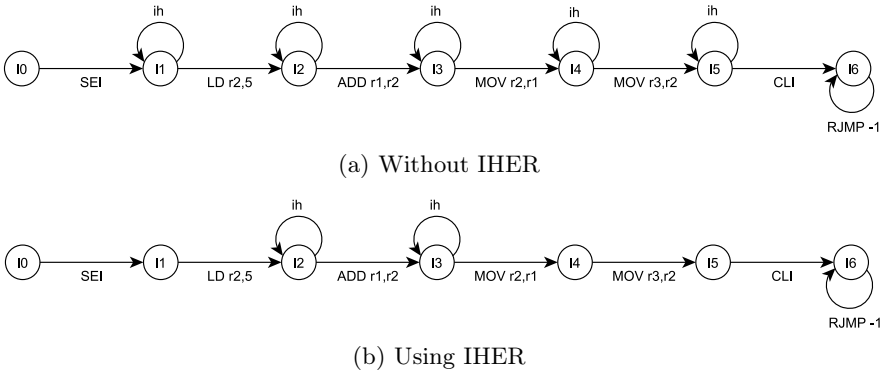 ih ih ih ih ih
I0 I1 I2 I3 I4 I5 I6
SEI LD r2,5 ADD r1,r2 MOV r2,r1 MOV r3,r2 CLI
RJMP -1
(a) Without IHER
ih ih
I0 I1 I2 I3 I4 I5 I6
SEI LD r2,5 ADD r1,r2 MOV r2,r1 MOV r3,r2 CLI
RJMP -1
(b) Using IHER